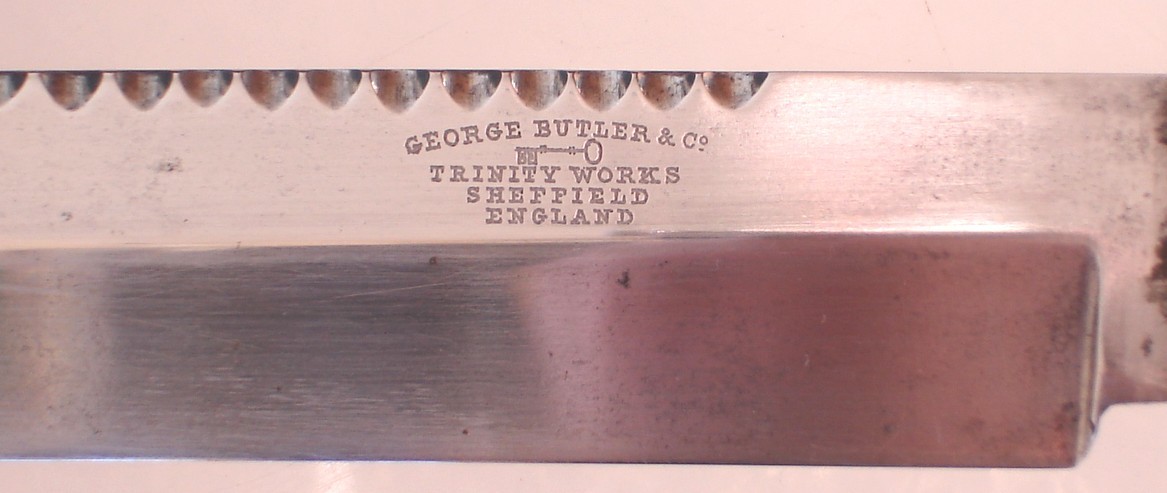 GEORGE BUTLER & Cº
TRINITY WORKS
SHEFFIELD
ENGLAND